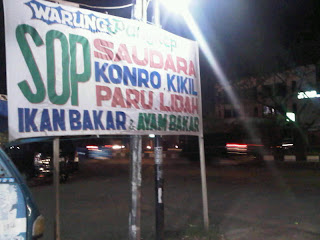 WARUNG
SOP SAUDARA
KONRO, KIKIL
PARU, LIDAH
IKAN BAKAR & AYAM BAKAR